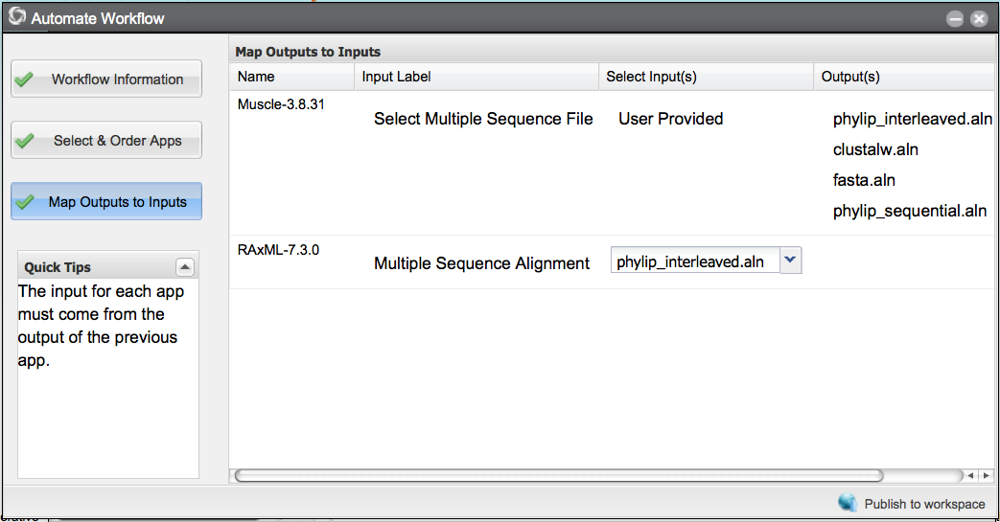 Automate Workflow
Workflow Information
Select & Order Apps
Map Outputs to Inputs
Quick Tips
The input for each app
must come from the
output of the previous
app.
Map Outputs to Inputs
Name Input Label Select Input(s) Output(s)
Muscle-3.8.31
Select Multiple Sequence File User Provided phylip_interleaved.aln
clustalw.aln
fasta.aln
phylip_sequential.aln
RAxML-7.3.0
Multiple Sequence Alignment phylip_interleaved.aln
Publish to workspace